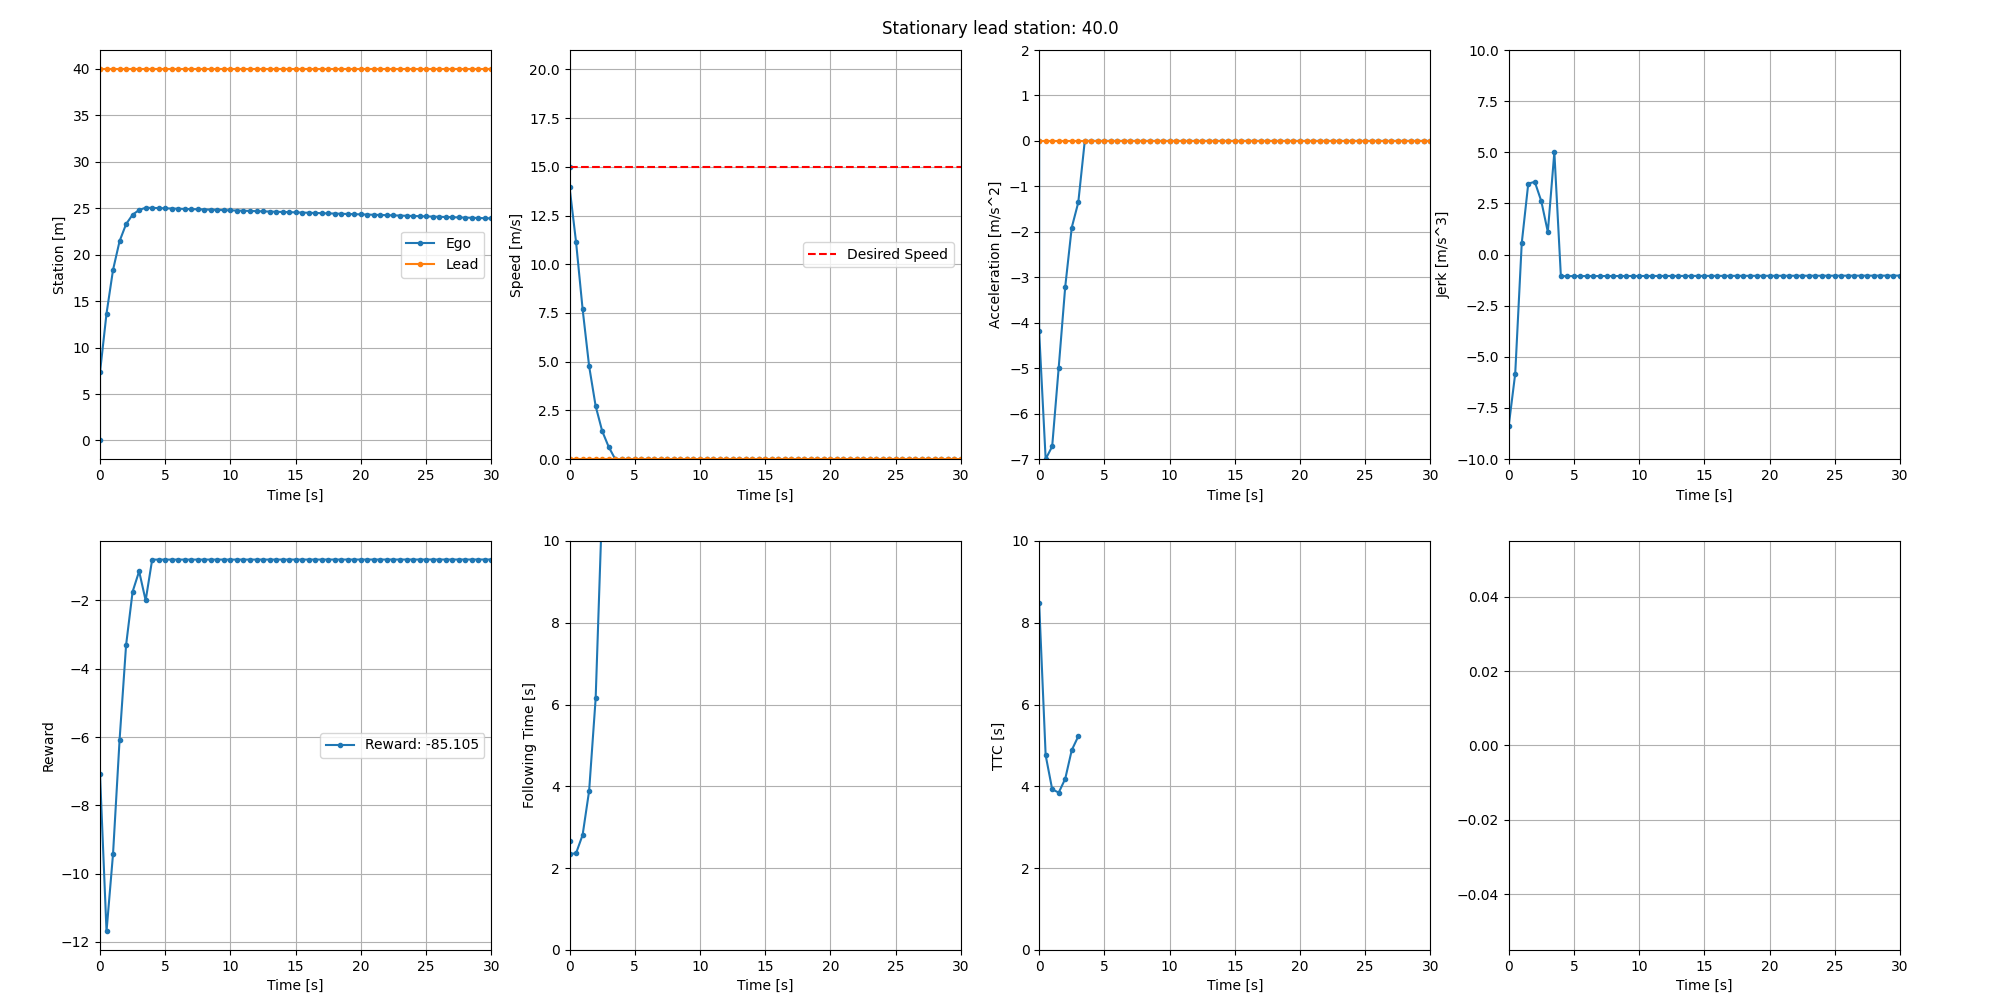 Stationary lead station: 40.0
Station [m]
40
35
30
25
20
15
10
5
0
Ego
Lead
0 5 10 15 20 25 30
Time [s]
Speed [m/s]
20.0
17.5
15.0
12.5
10.0
7.5
5.0
2.5
0.0
Desired Speed
0 5 10 15 20 25 30
Time [s]
Acceleration [m/s^2]
2
1
0
−1
−2
−3
−4
−5
−6
−7
0 5 10 15 20 25 30
Time [s]
Jerk [m/s^3]
10.0
7.5
5.0
2.5
0.0
−2.5
−5.0
−7.5
−10.0
0 5 10 15 20 25 30
Time [s]
Reward
−2
−4
−6
−8
−10
−12
Reward: -85.105
0 5 10 15 20 25 30
Time [s]
Following Time [s]
10
8
6
4
2
0
0 5 10 15 20 25 30
Time [s]
TTC [s]
10
8
6
4
2
0
0 5 10 15 20 25 30
Time [s]
0.04
0.02
0.00
−0.02
−0.04
0 5 10 15 20 25 30
Time [s]